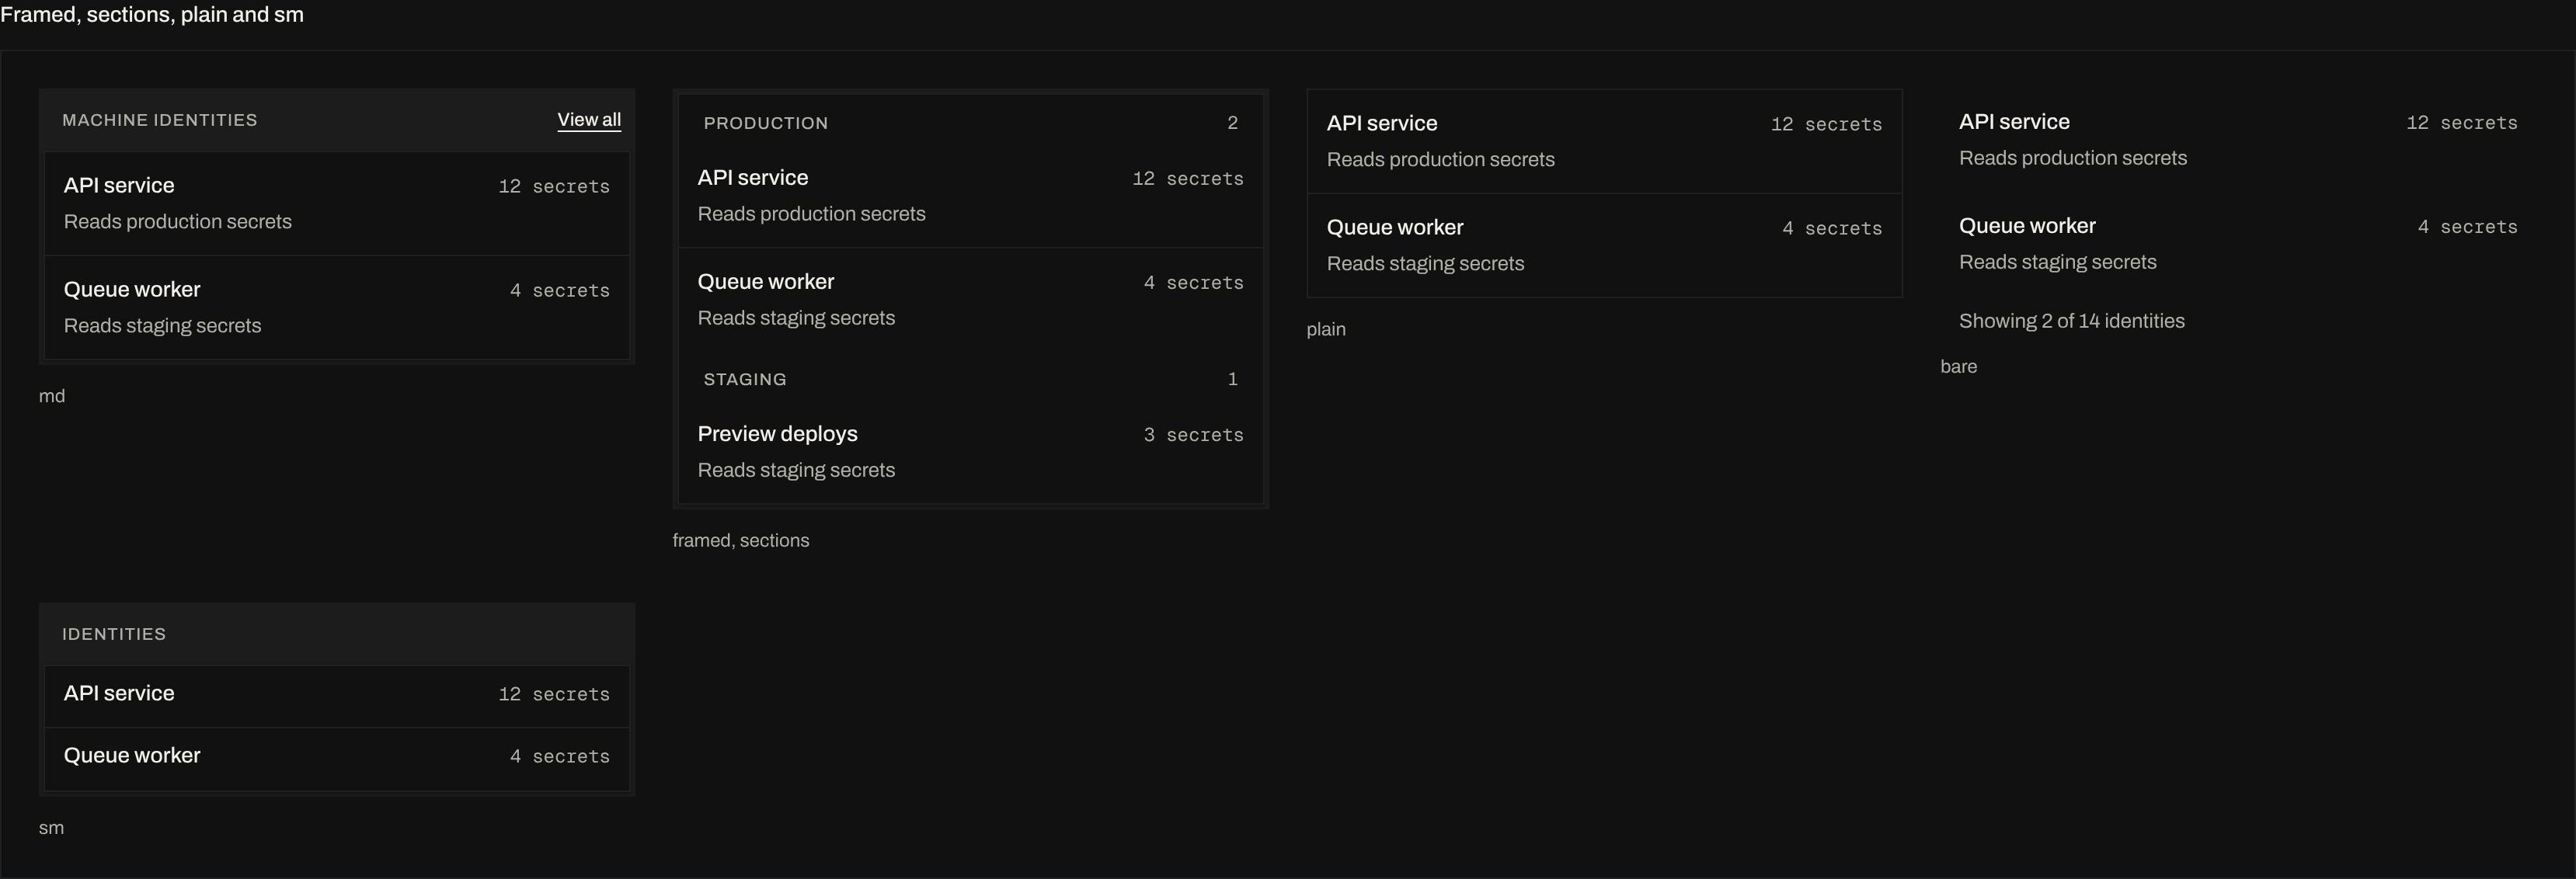 Framed, sections, plain and sm
MACHINE IDENTITIES View all
API service 12 secrets
Reads production secrets
Queue worker 4 secrets
Reads staging secrets
md
PRODUCTION 2
API service 12 secrets
Reads production secrets
Queue worker 4 secrets
Reads staging secrets
STAGING 1
Preview deploys 3 secrets
Reads staging secrets
framed, sections
API service 12 secrets
Reads production secrets
Queue worker 4 secrets
Reads staging secrets
plain
API service 12 secrets
Reads production secrets
Queue worker 4 secrets
Reads staging secrets
Showing 2 of 14 identities
bare
IDENTITIES
API service 12 secrets
Queue worker 4 secrets
sm